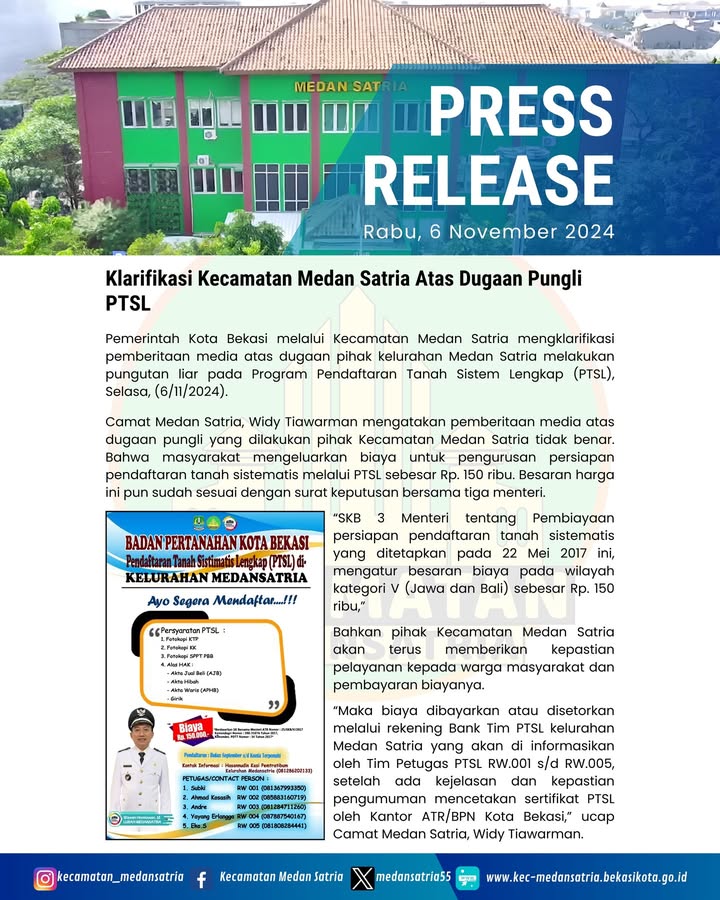 MEDAN SATRIA
PRESS
RELEASE
Rabu, 6 November 2024
Klarifikasi Kecamatan Medan Satria Atas Dugaan Pungli
PTSL
Pemerintah Kota Bekasi melalui Kecamatan Medan Satria mengklarifikasi
pemberitaan media atas dugaan pihak kelurahan Medan Satria melakukan
pungutan liar pada Program Pendaftaran Tanah Sistem Lengkap (PTSL),
Selasa, (6/11/2024).
Camat Medan Satria, Widy Tiawarman mengatakan pemberitaan media atas
dugaan pungli yang dilakukan pihak Kecamatan Medan Satria tidak benar.
Bahwa masyarakat mengeluarkan biaya untuk pengurusan persiapan
pendaftaran tanah sistematis melalui PTSL sebesar Rp. 150 ribu. Besaran harga
ini pun sudah sesuai dengan surat keputusan bersama tiga menteri.
BADAN PERTANAHAN KOTA BEKASI
Pendaftaran Tanah Sistimatis Lengkap (PTSL) di-
KELURAHAN MEDANSATRIA
Ayo Segera Mendaftar....!!!
Persyaratan PTSL :
1. Fotokopi KTP
2. Fotokopi KK
3. Fotokopi SPPT PBB
4. Alas HAK :
- Akta Jual Beli (AJB)
- Akta Hibah
- Akta Waris (APHB)
- Girik
Biaya
Rp. 150.000,-
Pendaftaran : Bulan September s/d Kuota Terpenuhi
Kontak Informasi : Hasannudin Kasi Pemtratibum
Kelurahan Medansatria (081286202133)
PETUGAS/CONTACT PERSON :
1. Subki RW 001 (081367993350)
2. Ahmad Kosasih RW 002 (085883160719)
3. Andre RW 003 (081284711260)
4. Yayang Erlangga RW 004 (087887540167)
5. Eko.S RW 005 (081808284441)
LURAH MEDANSATRIA
“SKB 3 Menteri tentang Pembiayaan
persiapan pendaftaran tanah sistematis
yang ditetapkan pada 22 Mei 2017 ini,
mengatur besaran biaya pada wilayah
kategori V (Jawa dan Bali) sebesar Rp. 150
ribu,”
Bahkan pihak Kecamatan Medan Satria
akan terus memberikan kepastian
pelayanan kepada warga masyarakat dan
pembayaran biayanya.
“Maka biaya dibayarkan atau disetorkan
melalui rekening Bank Tim PTSL kelurahan
Medan Satria yang akan di informasikan
oleh Tim Petugas PTSL RW.001 s/d RW.005,
setelah ada kejelasan dan kepastian
pengumuman mencetakan sertifikat PTSL
oleh Kantor ATR/BPN Kota Bekasi,” ucap
Camat Medan Satria, Widy Tiawarman.
kecamatan_medansatria Kecamatan Medan Satria medansatria55 www.kec-medansatria.bekasikota.go.id